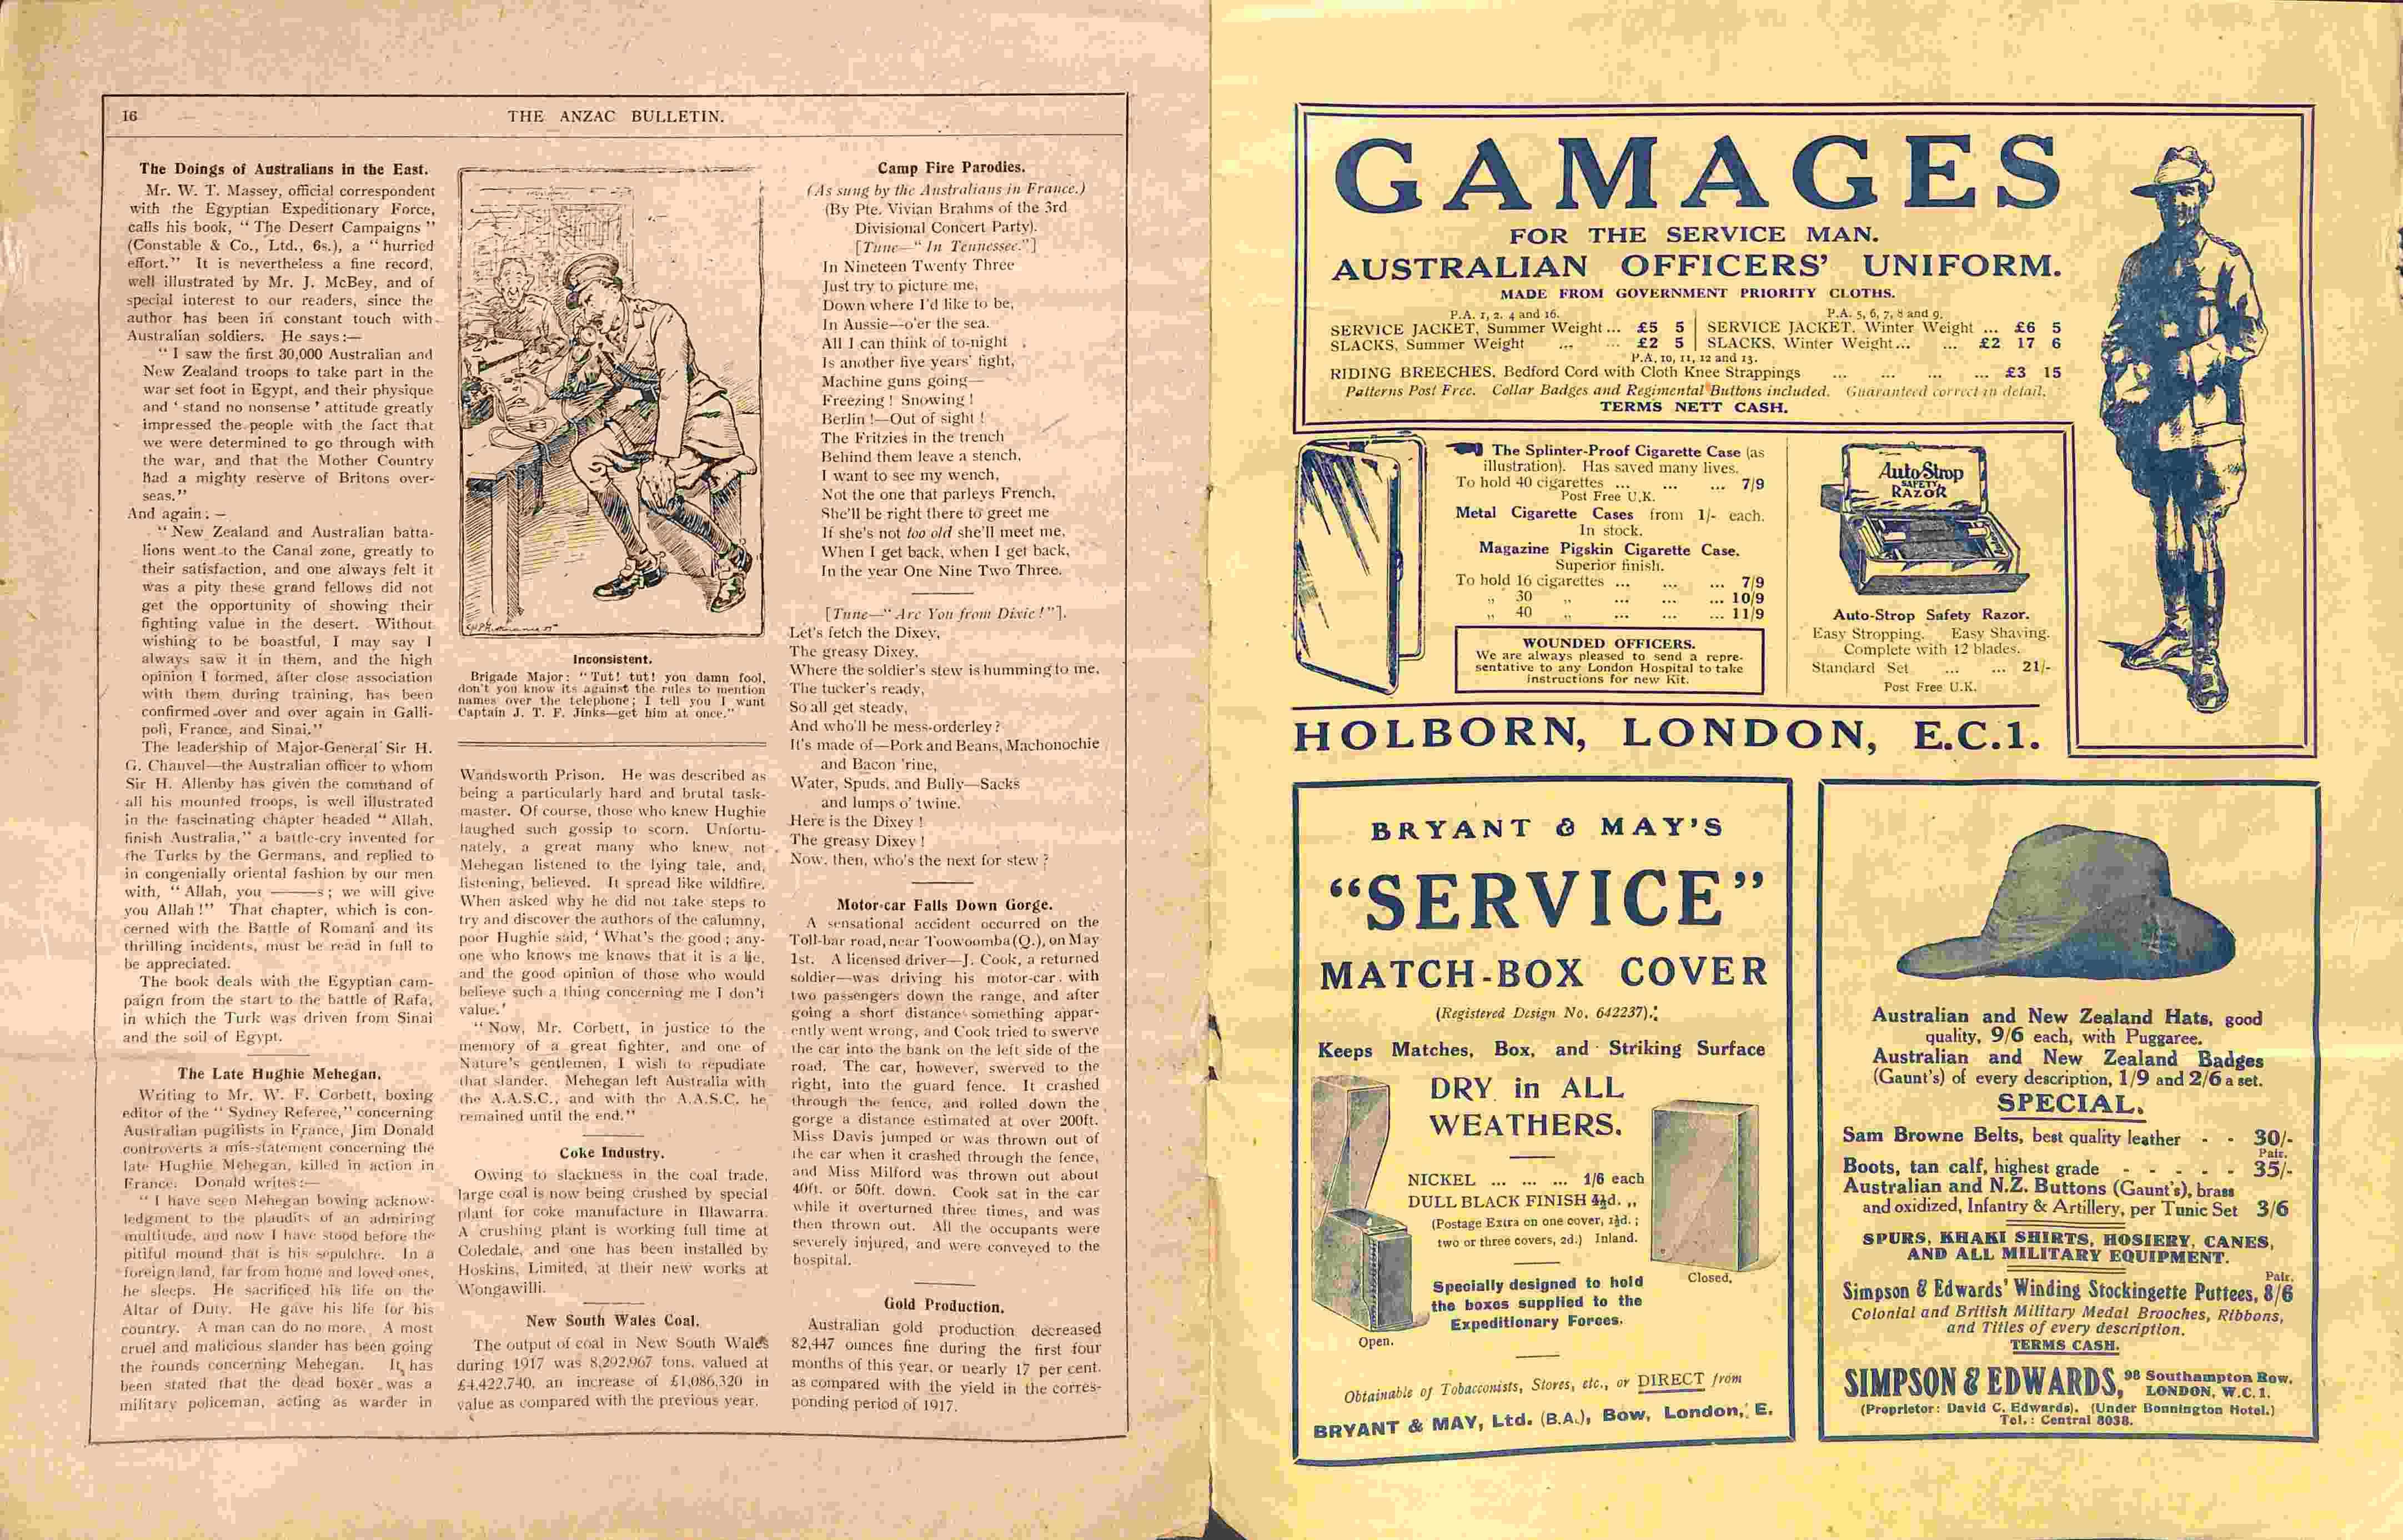 16
THE ANZAC BULLETIN.
The Doings of Australians in the East.
Mr. W. T. Massey, official correspondent
with the Egyptian Expeditionary Force,
calls his book, “ The Desert Campaigns ”
(Constable & Co., Ltd., 6s.), a “ hurried
effort.” It is nevertheless a fine record,
well illustrated by Mr. J. McBey, and of
special interest to our readers, since the
author has been in constant touch with
Australian soldiers. He says :—
“ I saw the first 30,000 Australian and
New Zealand troops to take part in the
war set foot in Egypt, and their physique
and ‘ stand no nonsense ’ attitude greatly
impressed the people with the fact that
we were determined to go through with
the war, and that the Mother Country
had a mighty reserve of Britons over-
seas.”
And again : —
“ New Zealand and Australian batta-
lions went to the Canal zone, greatly to
their satisfaction, and one always felt it
was a pity these grand fellows did not
get the opportunity of showing their
fighting value in the desert. Without
wishing to be boastful, I may say I
always saw it in them, and the high
opinion I formed, after close association
with them during training, has been
confirmed over and over again in Galli-
poli, France, and Sinai.”
The leadership of Major-General Sir H.
G. Chauvel—the Australian officer to whom
Sir H. Allenby has given the command of
all his mounted troops, is well illustrated
in the fascinating chapter headed “ Allah,
finish Australia,” a battle-cry invented for
the Turks by the Germans, and replied to
in congenially oriental fashion by our men
with, “ Allah, you ———s ; we will give
you Allah !” That chapter, which is con-
cerned with the Battle of Romani and its
thrilling incidents, must be read in full to
be appreciated.
The book deals with the Egyptian cam-
paign from the start to the battle of Rafa,
in which the Turk was driven from Sinai
and the soil of Egypt.
The Late Hughie Mehegan.
Writing to Mr. W. F. Corbett, boxing
editor of the “ Sydney Referee,” concerning
Australian pugilists in France, Jim Donald
controverts a mis-statement concerning the
late Hughie Mehegan, killed in action in
France. Donald writes :—
“ I have seen Mehegan bowing acknow-
ledgment to the plaudits of an admiring
multitude, and now I have stood before the
pitiful mound that is his sepulchre. In a
foreign land, far from home and loved ones,
he sleeps. He sacrificed his life on the
Altar of Duty. He gave his life for his
country. A man can do no more. A most
cruel and malicious slander has been going
the rounds concerning Mehegan. It has
been stated that the dead boxer was a
military policeman, acting as warder in
Inconsistent.
Brigade Major: “ Tut! tut! you damn fool,
don't you know its against the rules to mention
names over the telephone; I tell you I want
Captain J. T. F. Jinks—get him at once.”
Wandsworth Prison. He was described as
being a particularly hard and brutal task-
master. Of course, those who knew Hughie
laughed such gossip to scorn. Unfortu-
nately, a great many who knew not
Mehegan listened to the lying tale, and,
listening, believed. It spread like wildfire.
When asked why he did not take steps to
try and discover the authors of the calumny,
poor Hughie said, ‘ What's the good ; any-
one who knows me knows that it is a lie,
and the good opinion of those who would
believe such a thing concerning me I don't
value.’
“ Now, Mr. Corbett, in justice to the
memory of a great fighter, and one of
Nature's gentlemen, I wish to repudiate
that slander. Mehegan left Australia with
the A.A.S.C., and with the A.A.S.C. he
remained until the end.”
Coke Industry.
Owing to slackness in the coal trade,
large coal is now being crushed by special
plant for coke manufacture in Illawarra.
A crushing plant is working full time at
Coledale, and one has been installed by
Hoskins, Limited, at their new works at
Wongawilli.
New South Wales Coal.
The output of coal in New South Wales
during 1917 was 8,292,967 tons, valued at
£4,422,740, an increase of £1,086,320 in
value as compared with the previous year.
Camp Fire Parodies.
(As sung by the Australians in France.)
(By Pte. Vivian Brahms of the 3rd
Divisional Concert Party).
[Tune—“ In Tennessee.”]
In Nineteen Twenty Three
Just try to picture me,
Down where I'd like to be,
In Aussie—o'er the sea.
All I can think of to-night
Is another five years' fight,
Machine guns going—
Freezing ! Snowing !
Berlin !—Out of sight !
The Fritzies in the trench
Behind them leave a stench,
I want to see my wench,
Not the one that parleys French,
She'll be right there to greet me
If she's not too old she'll meet me,
When I get back, when I get back,
In the year One Nine Two Three.
[Tune—“ Are You from Dixie !”].
Let's fetch the Dixey,
The greasy Dixey,
Where the soldier's stew is humming to me,
The tucker's ready,
So all get steady,
And who'll be mess-orderley ?
It's made of—Pork and Beans, Machonochie
and Bacon 'rine,
Water, Spuds, and Bully—Sacks
and lumps o' twine.
Here is the Dixey !
The greasy Dixey !
Now, then, who's the next for stew ?
Motor-car Falls Down Gorge.
A sensational accident occurred on the
Toll-bar road, near Toowoomba (Q.), on May
1st. A licensed driver—J. Cook, a returned
soldier—was driving his motor-car with
two passengers down the range, and after
going a short distance something appar-
ently went wrong, and Cook tried to swerve
the car into the bank on the left side of the
road. The car, however, swerved to the
right, into the guard fence. It crashed
through the fence, and rolled down the
gorge a distance estimated at over 200ft.
Miss Davis jumped or was thrown out of
the car when it crashed through the fence,
and Miss Milford was thrown out about
40ft. or 50ft. down. Cook sat in the car
while it overturned three times, and was
then thrown out. All the occupants were
severely injured, and were conveyed to the
hospital.
Gold Production.
Australian gold production decreased
82,447 ounces fine during the first four
months of this year, or nearly 17 per cent.
as compared with the yield in the corres-
ponding period of 1917.
GAMAGES
FOR THE SERVICE MAN.
AUSTRALIAN OFFICERS' UNIFORM.
MADE FROM GOVERNMENT PRIORITY CLOTHS.
P.A. 1, 2, 4 and 16.
SERVICE JACKET, Summer Weight ... £5 5
SLACKS, Summer Weight ... ... £2 5
P.A. 5, 6, 7, 8 and 9.
SERVICE JACKET. Winter Weight ... £6 5
SLACKS, Winter Weight... ... £2 17 6
P.A. 10, 11, 12 and 13.
RIDING BREECHES, Bedford Cord with Cloth Knee Strappings ... ... ... ... £3 15
Patterns Post Free. Collar Badges and Regimental Buttons included. Guaranteed correct in detail.
TERMS NETT CASH.
The Splinter-Proof Cigarette Case (as
illustration). Has saved many lives.
To hold 40 cigarettes ... ... ... 7/9
Post Free U.K.
Metal Cigarette Cases from 1/- each.
In stock.
Magazine Pigskin Cigarette Case.
Superior finish.
To hold 16 cigarettes ... ... ... 7/9
„ 30 „ ... ... ... 10/9
„ 40 „ ... ... ... 11/9
WOUNDED OFFICERS.
We are always pleased to send a repre-
sentative to any London Hospital to take
instructions for new Kit.
Auto-Strop
SAFETY
RAZOR
Auto-Strop Safety Razor.
Easy Stropping. Easy Shaving.
Complete with 12 blades.
Standard Set ... ... 21/-
Post Free U.K.
HOLBORN, LONDON, E.C.1.
BRYANT & MAY'S
“SERVICE”
MATCH-BOX COVER
(Registered Design No. 642237).
Keeps Matches, Box, and Striking Surface
DRY in ALL
WEATHERS.
NICKEL ... ... ... 1/6 each
DULL BLACK FINISH 4½d. „
(Postage Extra on one cover, 1½d. ;
two or three covers, 2d.) Inland.
Closed.
Specially designed to hold
the boxes supplied to the
Expeditionary Forces.
Open.
Obtainable of Tobacconists, Stores, etc., or DIRECT from
BRYANT & MAY, Ltd. (B.A.), Bow, London, E.
Australian and New Zealand Hats, good
quality, 9/6 each, with Puggaree.
Australian and New Zealand Badges
(Gaunt's) of every description, 1/9 and 2/6 a set.
SPECIAL.
Sam Browne Belts, best quality leather - - 30/-
Pair.
Boots, tan calf, highest grade - - - - - 35/-
Australian and N.Z. Buttons (Gaunt's), brass
and oxidized, Infantry & Artillery, per Tunic Set 3/6
SPURS, KHAKI SHIRTS, HOSIERY, CANES,
AND ALL MILITARY EQUIPMENT.
Pair.
Simpson & Edwards' Winding Stockingette Puttees, 8/6
Colonial and British Military Medal Brooches, Ribbons,
and Titles of every description.
TERMS CASH.
SIMPSON & EDWARDS, 98 Southampton Row,
LONDON, W.C.1.
(Proprietor: David C. Edwards). (Under Bonnington Hotel.)
Tel.: Central 8038.